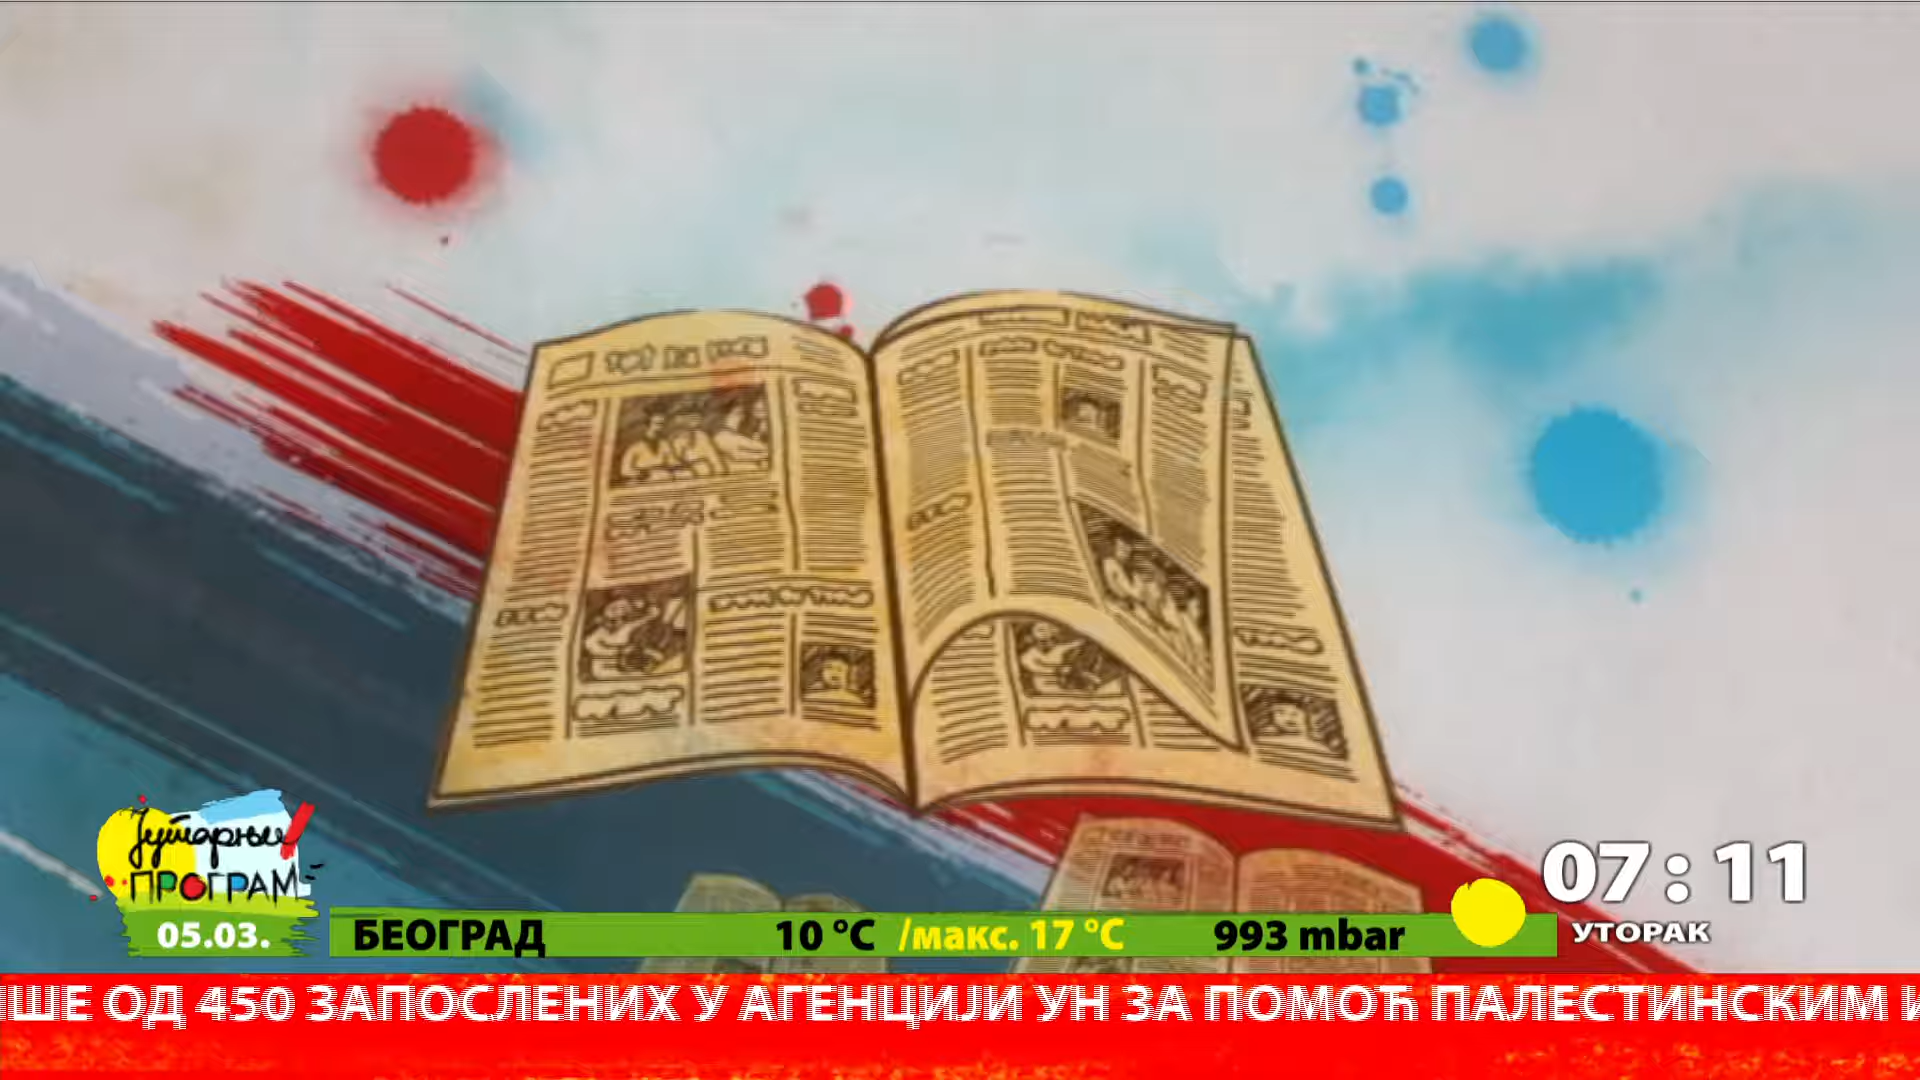 Јутарњи
ПРОГРАМ
05.03.
БЕОГРАД 10 °C /макс. 17 °C 993 mbar
07:11
УТОРАК
ОД 450 ЗАПОСЛЕНИХ У АГЕНЦИЈИ УН ЗА ПОМОЋ ПАЛЕСТИНСКИМ